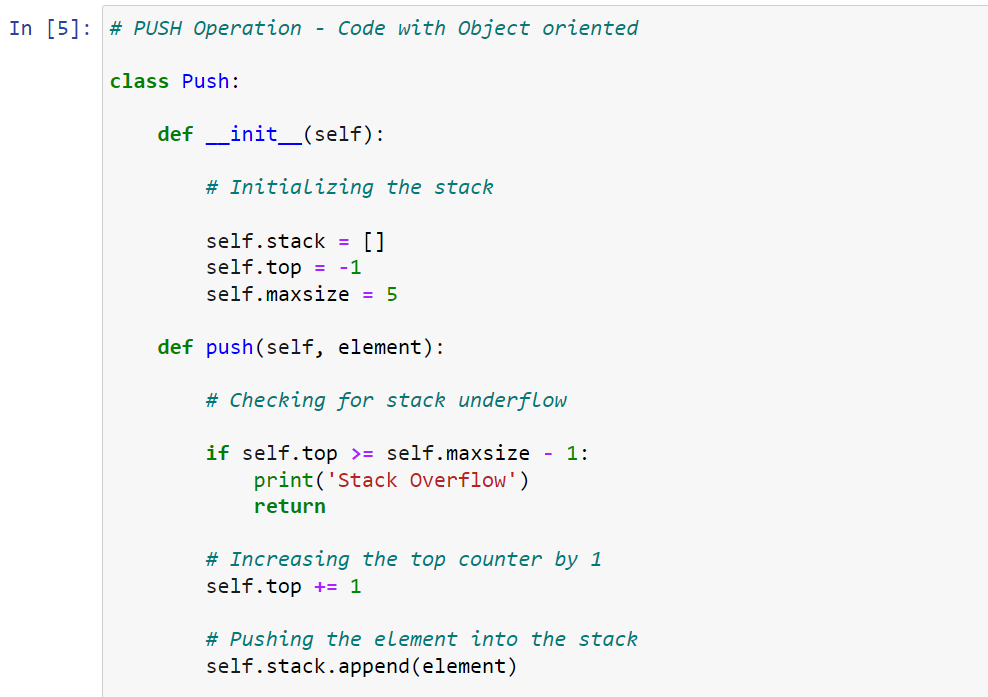 In [5]: # PUSH Operation - Code with Object oriented
class Push:
def __init__(self):
# Initializing the stack
self.stack = []
self.top = -1
self.maxsize = 5
def push(self, element):
# Checking for stack underflow
if self.top >= self.maxsize - 1:
print('Stack Overflow')
return
# Increasing the top counter by 1
self.top += 1
# Pushing the element into the stack
self.stack.append(element)